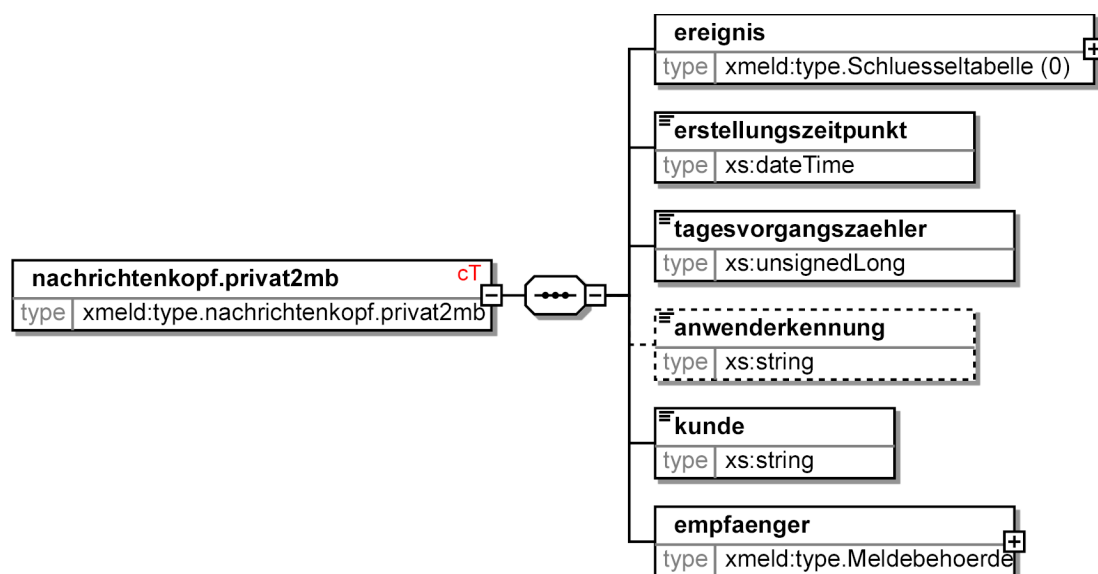 ereignis
type xmeld:type.Schluesseltabelle (0)
erstellungszeitpunkt
type xs:dateTime
tagesvorgangszaehler
type xs:unsignedLong
nachrichtenkopf.privat2mb cT
type xmeld:type.nachrichtenkopf.privat2mb
anwenderkennung
type xs:string
kunde
type xs:string
empfaenger
type xmeld:type.Meldebehoerde